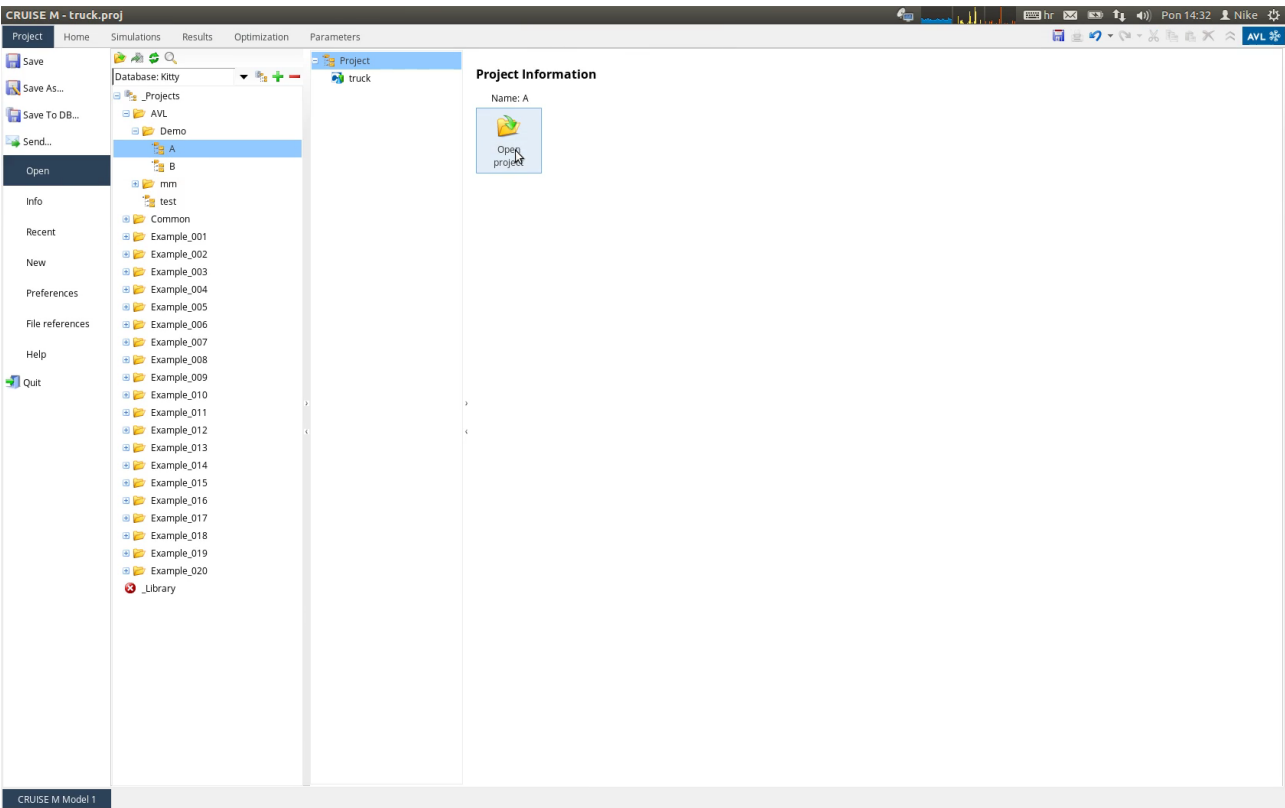 CRUISE M - truck.proj
hr
Pon 14:32
Nike
Project Home Simulations Results Optimization Parameters
AVL
Save
Save As...
Save To DB...
Send...
Open
Info
Recent
New
Preferences
File references
Help
Quit
Database: Kitty
_Projects
AVL
Demo
A
B
mm
test
Common
Example_001
Example_002
Example_003
Example_004
Example_005
Example_006
Example_007
Example_008
Example_009
Example_010
Example_011
Example_012
Example_013
Example_014
Example_015
Example_016
Example_017
Example_018
Example_019
Example_020
_Library
Project
truck
Project Information
Name: A
Open
project
CRUISE M Model 1